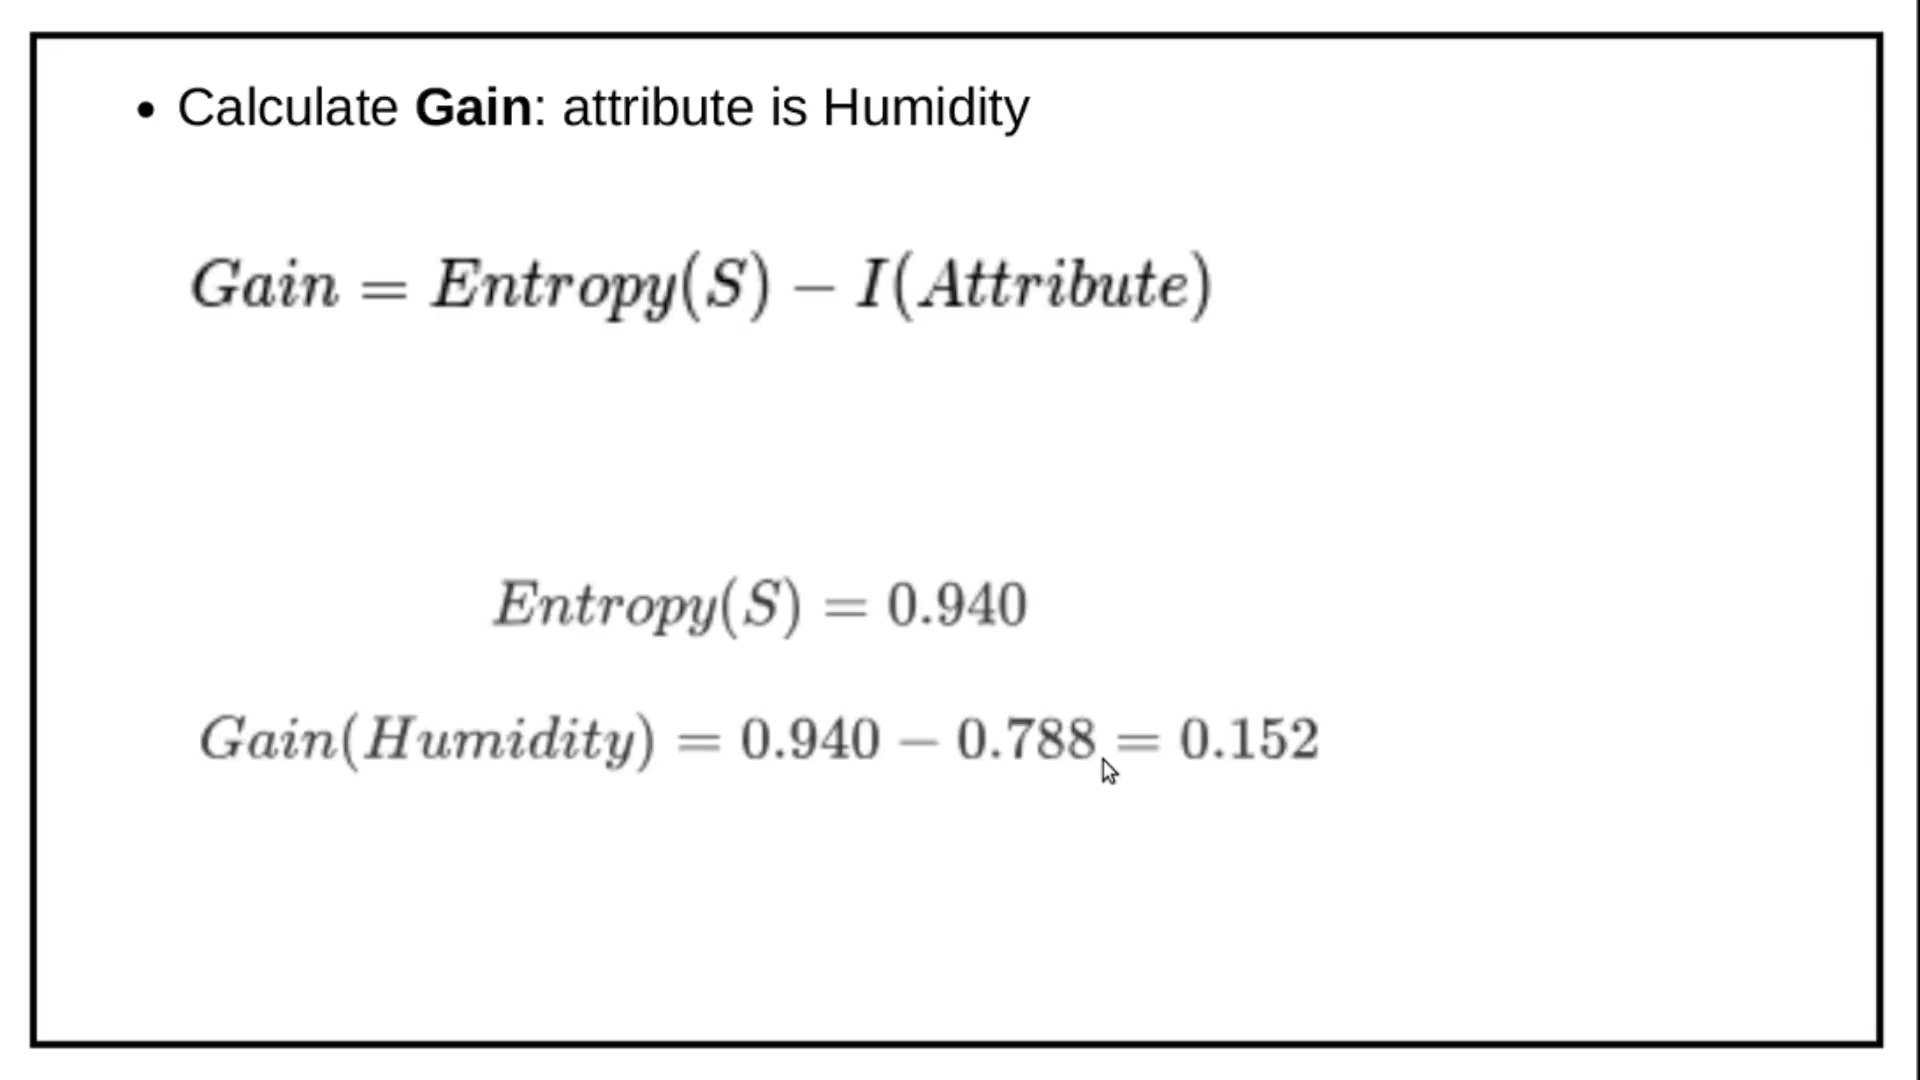 • Calculate Gain: attribute is Humidity
Gain = Entropy(S) − I(Attribute)
Entropy(S) = 0.940
Gain(Humidity) = 0.940 − 0.788 = 0.152